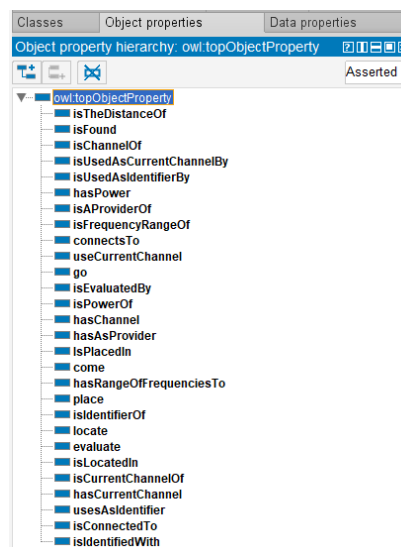 Classes Object properties Data properties
Object property hierarchy: owl:topObjectProperty
Asserted
owl:topObjectProperty
isTheDistanceOf
isFound
isChannelOf
isUsedAsCurrentChannelBy
isUsedAsIdentifierBy
hasPower
isAProviderOf
isFrequencyRangeOf
connectsTo
useCurrentChannel
go
isEvaluatedBy
isPowerOf
hasChannel
hasAsProvider
IsPlacedIn
come
hasRangeOfFrequenciesTo
place
isIdentifierOf
locate
evaluate
isLocatedIn
isCurrentChannelOf
hasCurrentChannel
usesAsIdentifier
isConnectedTo
isIdentifiedWith